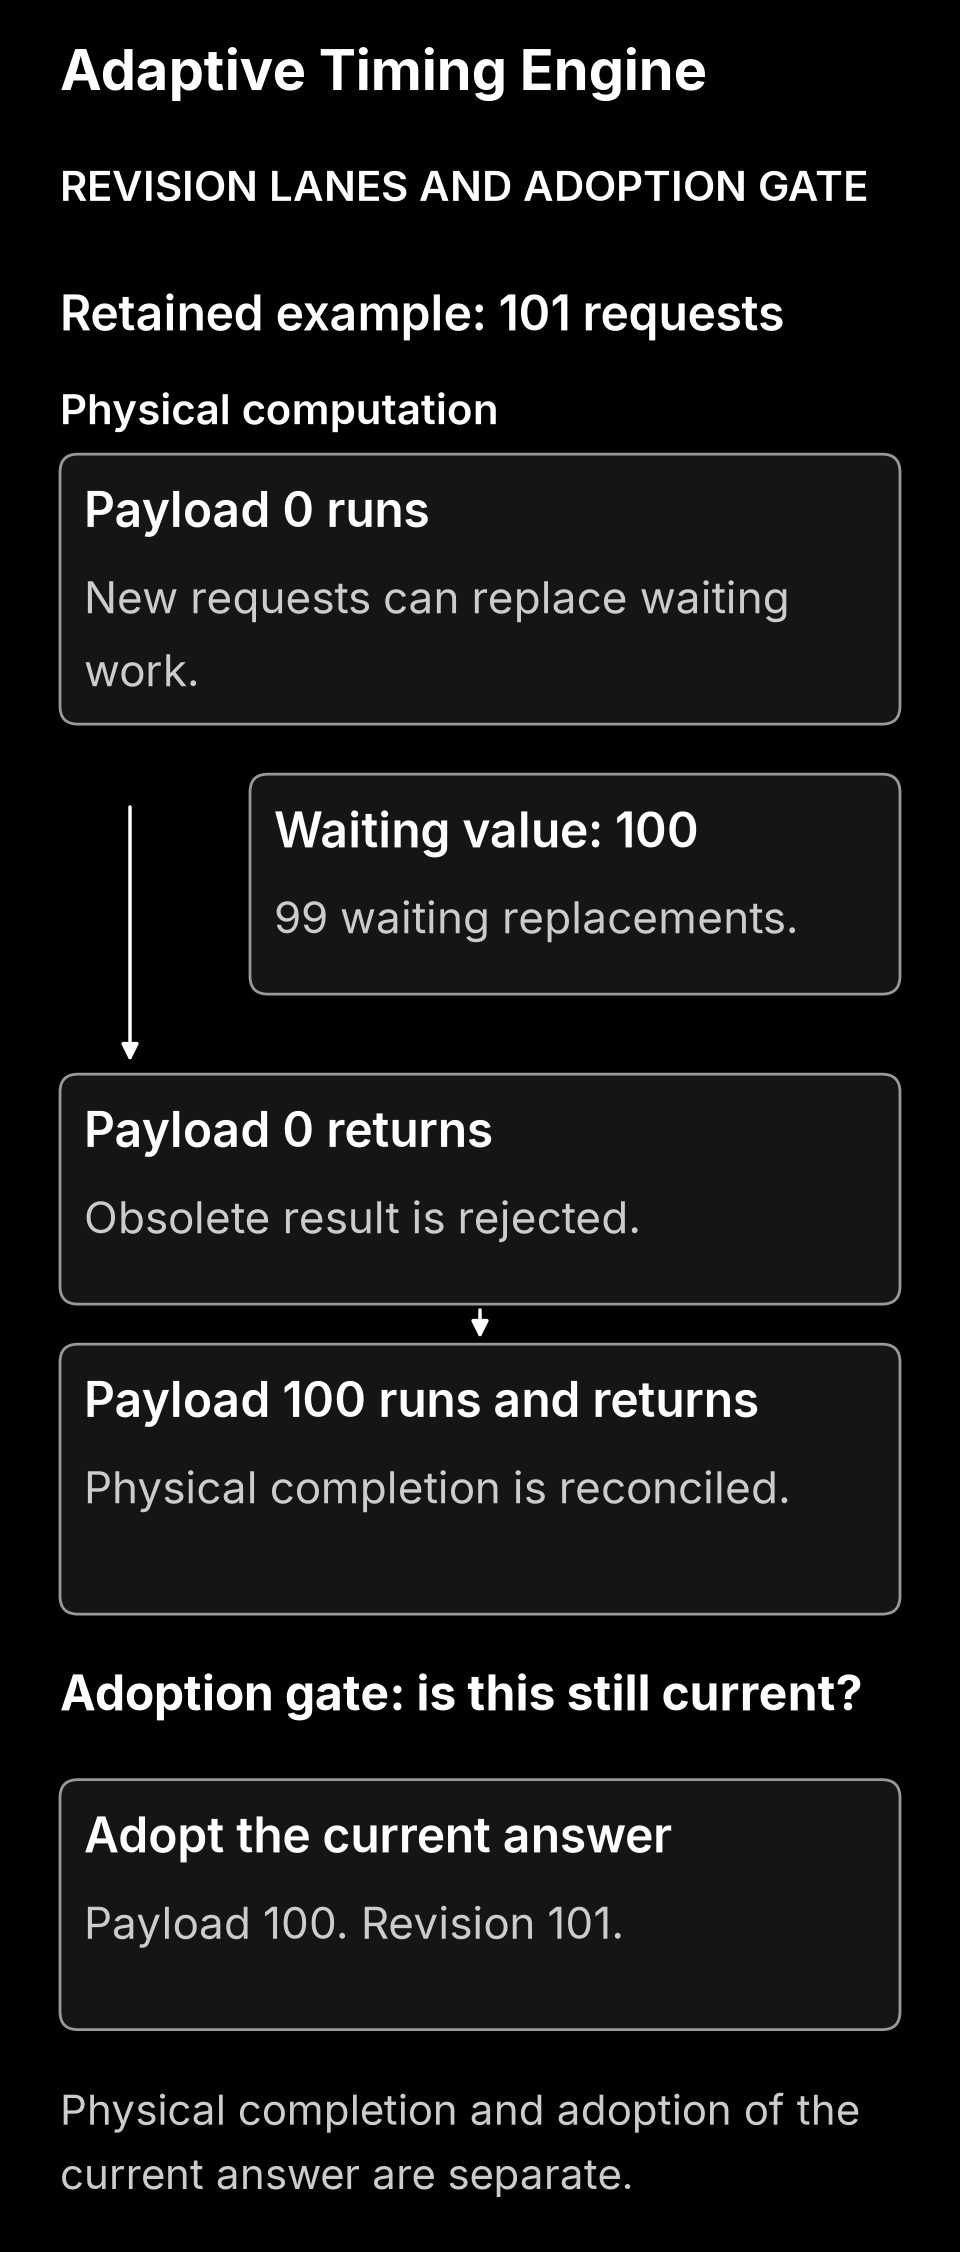 Adaptive Timing Engine
REVISION LANES AND ADOPTION GATE
Retained example: 101 requests
Physical computation
Payload 0 runs
New requests can replace waiting
work.
Waiting value: 100
99 waiting replacements.
Payload 0 returns
Obsolete result is rejected.
Payload 100 runs and returns
Physical completion is reconciled.
Adoption gate: is this still current?
Adopt the current answer
Payload 100. Revision 101.
Physical completion and adoption of the
current answer are separate.